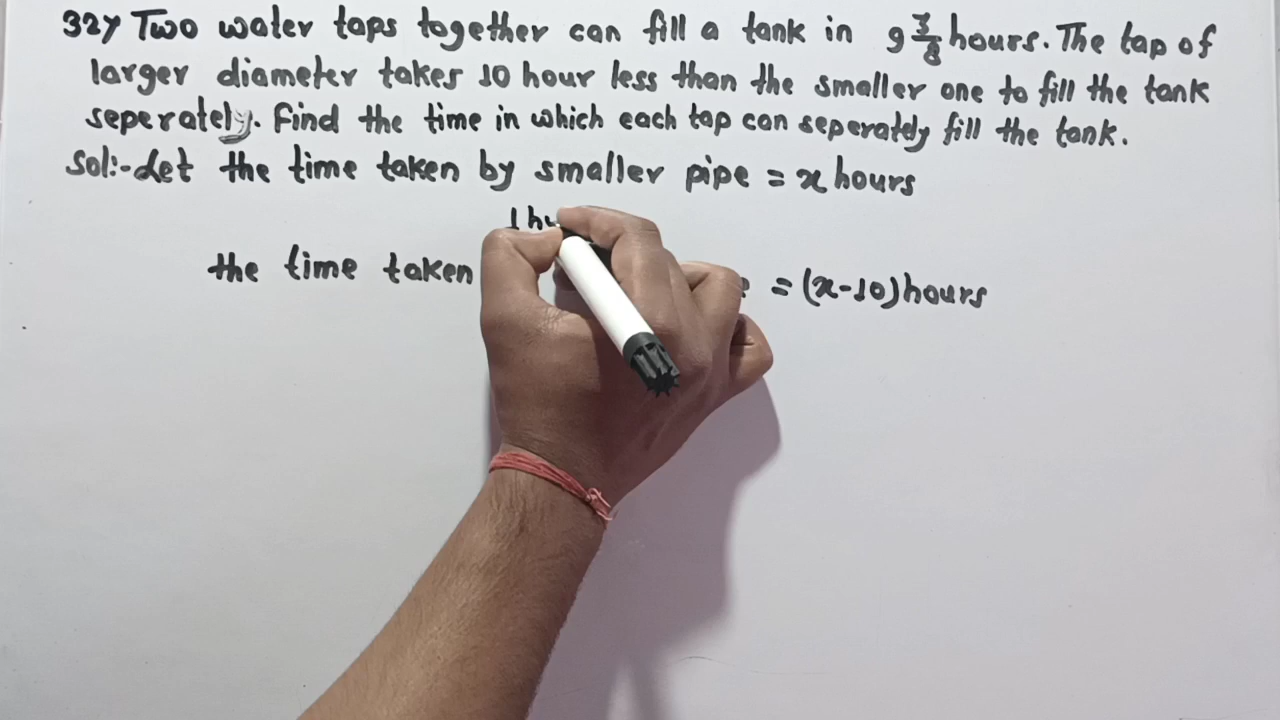 32y Two water taps together can fill a tank in 9 3/8 hours. The tap of
larger diameter takes 10 hour less than the smaller one to fill the tank
seperately. Find the time in which each tap can seperately fill the tank.
Sol:- Let the time taken by smaller pipe = x hours
1
the time taken = (x-10) hours